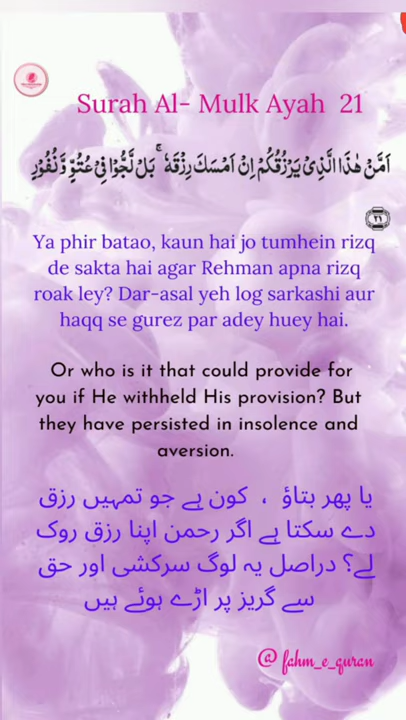 Surah Al- Mulk Ayah 21
اَمَّنْ هٰذَا الَّذِیْ یَرْزُقُكُمْ اِنْ اَمْسَكَ رِزْقَهٗ ۚ بَلْ لَّجُّوْا فِیْ عُتُوٍّ وَّ نُفُوْرٍ
۲۱
Ya phir batao, kaun hai jo tumhein rizq
de sakta hai agar Rehman apna rizq
roak ley? Dar-asal yeh log sarkashi aur
haqq se gurez par adey huey hai.
Or who is it that could provide for
you if He withheld His provision? But
they have persisted in insolence and
aversion.
یا پھر بتاؤ ، کون ہے جو تمہیں رزق
دے سکتا ہے اگر رحمن اپنا رزق روک
لے؟ دراصل یہ لوگ سرکشی اور حق
سے گریز پر اڑے ہوئے ہیں
@ fahm_e_quran